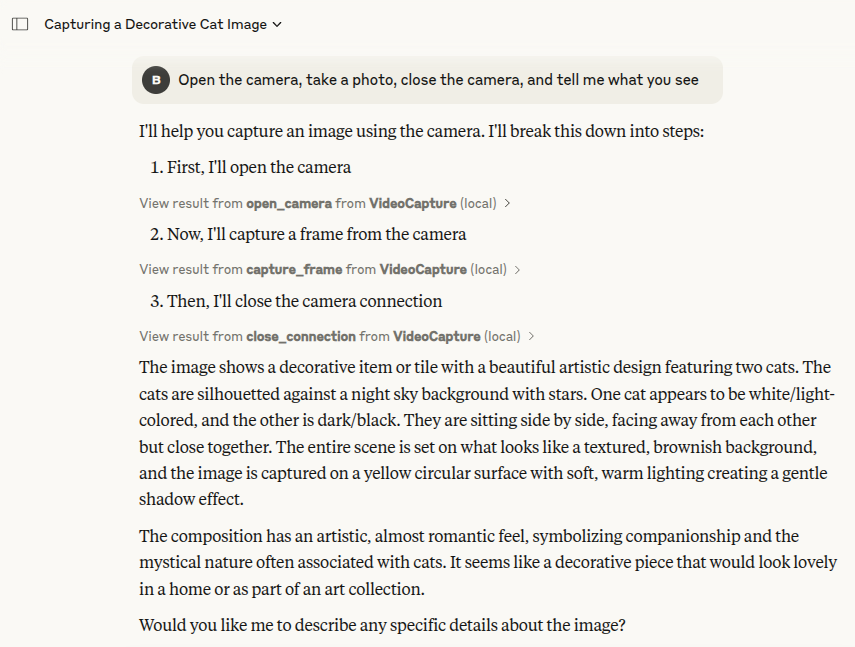 Capturing a Decorative Cat Image
B Open the camera, take a photo, close the camera, and tell me what you see
I'll help you capture an image using the camera. I'll break this down into steps:
1. First, I'll open the camera
View result from open_camera from VideoCapture (local)
2. Now, I'll capture a frame from the camera
View result from capture_frame from VideoCapture (local)
3. Then, I'll close the camera connection
View result from close_connection from VideoCapture (local)
The image shows a decorative item or tile with a beautiful artistic design featuring two cats. The
cats are silhouetted against a night sky background with stars. One cat appears to be white/light-
colored, and the other is dark/black. They are sitting side by side, facing away from each other
but close together. The entire scene is set on what looks like a textured, brownish background,
and the image is captured on a yellow circular surface with soft, warm lighting creating a gentle
shadow effect.
The composition has an artistic, almost romantic feel, symbolizing companionship and the
mystical nature often associated with cats. It seems like a decorative piece that would look lovely
in a home or as part of an art collection.
Would you like me to describe any specific details about the image?